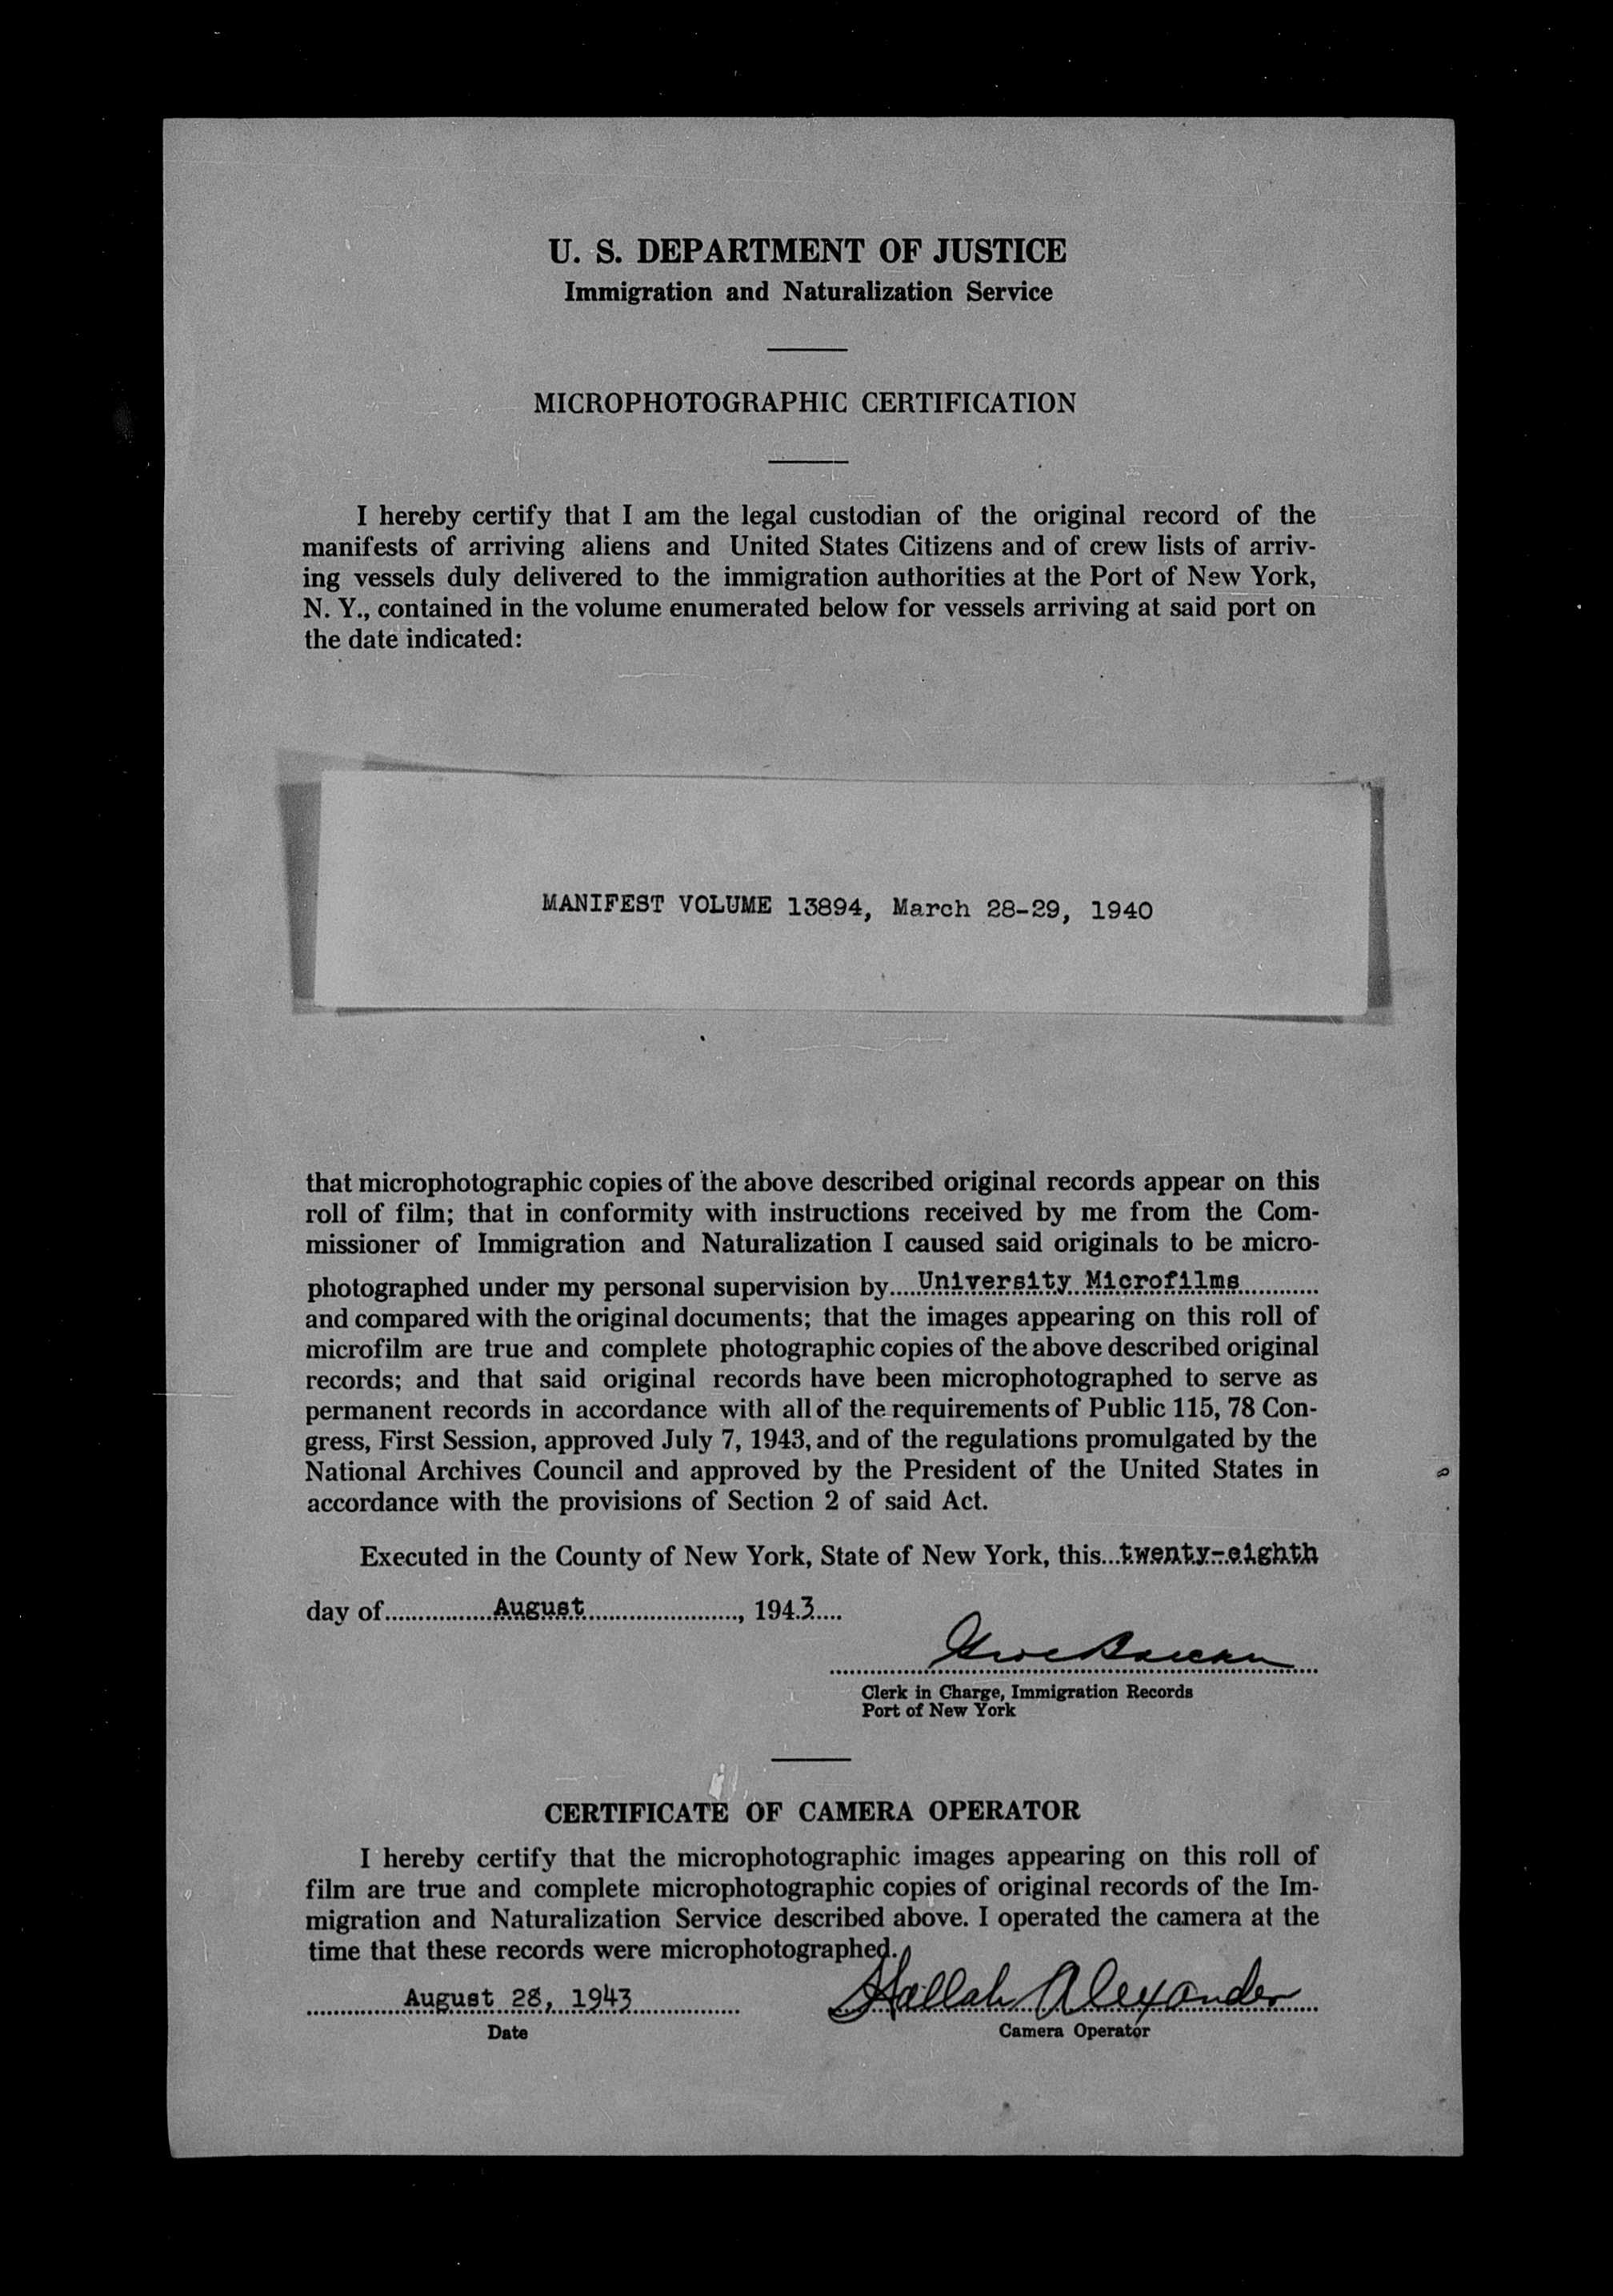 U. S. DEPARTMENT OF JUSTICE
Immigration and Naturalization Service
MICROPHOTOGRAPHIC CERTIFICATION
I hereby certify that I am the legal custodian of the original record of the
manifests of arriving aliens and United States Citizens and of crew lists of arriv-
ing vessels duly delivered to the immigration authorities at the Port of New York,
N. Y., contained in the volume enumerated below for vessels arriving at said port on
the date indicated:
MANIFEST VOLUME 13894, March 28-29, 1940
that microphotographic copies of the above described original records appear on this
roll of film; that in conformity with instructions received by me from the Com-
missioner of Immigration and Naturalization I caused said originals to be micro-
photographed under my personal supervision by.....University Microfilms............
and compared with the original documents; that the images appearing on this roll of
microfilm are true and complete photographic copies of the above described original
records; and that said original records have been microphotographed to serve as
permanent records in accordance with all of the requirements of Public 115, 78 Con-
gress, First Session, approved July 7, 1943, and of the regulations promulgated by the
National Archives Council and approved by the President of the United States in
accordance with the provisions of Section 2 of said Act.
Executed in the County of New York, State of New York, this...twenty-eighth
day of................August......................., 1943....
Clerk in Charge, Immigration Records
Port of New York
CERTIFICATE OF CAMERA OPERATOR
I hereby certify that the microphotographic images appearing on this roll of
film are true and complete microphotographic copies of original records of the Im-
migration and Naturalization Service described above. I operated the camera at the
time that these records were microphotographed.
August 28, 1943 Hallah Alexander
Date Camera Operator